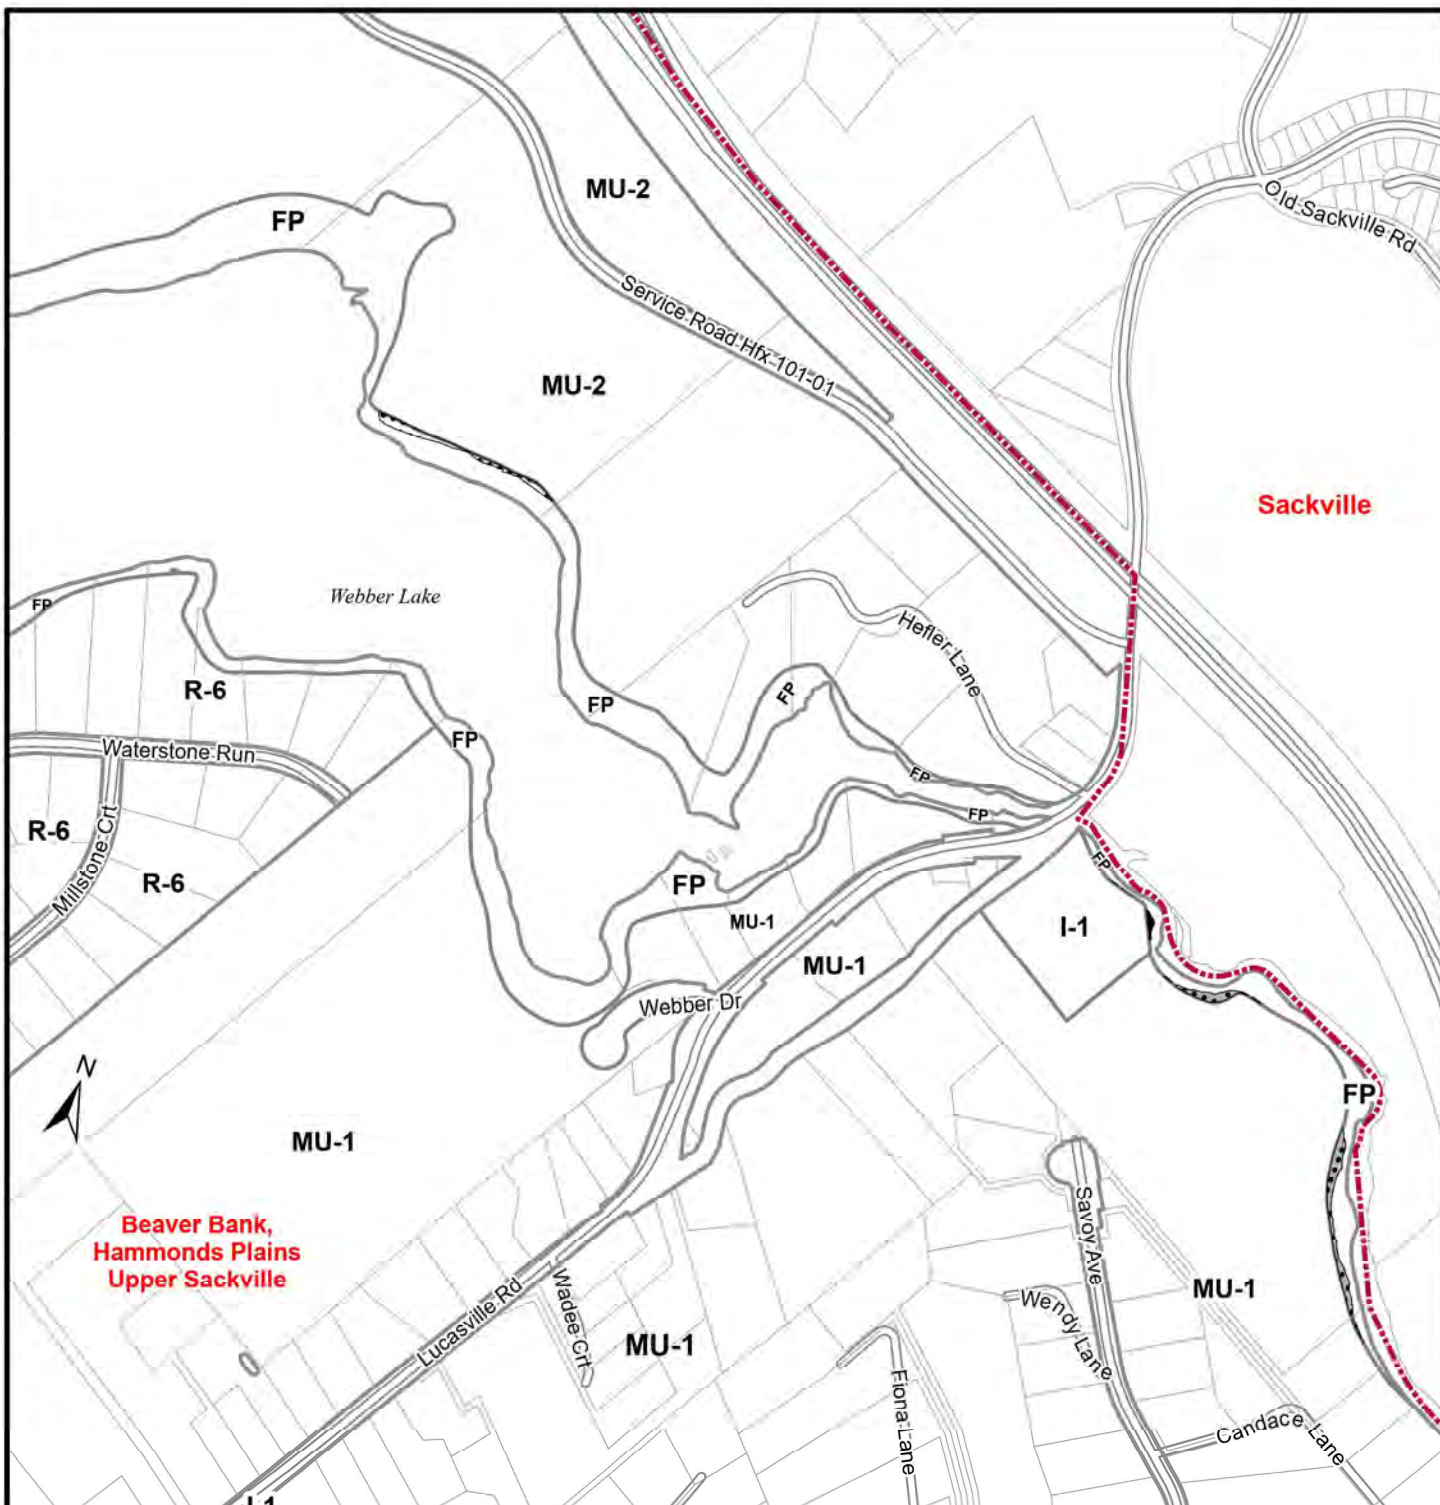 MU-2
Old Sackville Rd
FP
Service Road Hfx 101-01
MU-2
Sackville
Webber Lake
FP
Hefler Lane
R-6
FP
FP
FP
Waterstone Run
FP
FP
R-6
Millstone Crt
R-6
FP
FP
MU-1
I-1
MU-1
Webber Dr
N
FP
MU-1
Savoy Ave
Beaver Bank,
Hammonds Plains
Upper Sackville
MU-1
Lucasville Rd
Wadee Crt
Wendy Lane
MU-1
Fiona Lane
Candace Lane